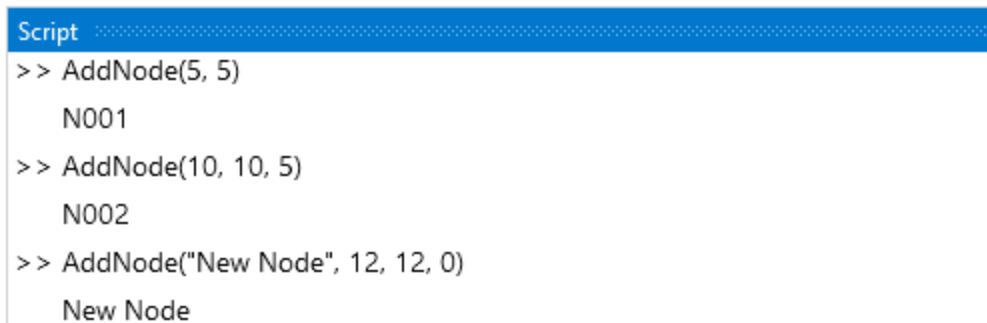 Script
>> AddNode(5, 5)
N001
>> AddNode(10, 10, 5)
N002
>> AddNode("New Node", 12, 12, 0)
New Node